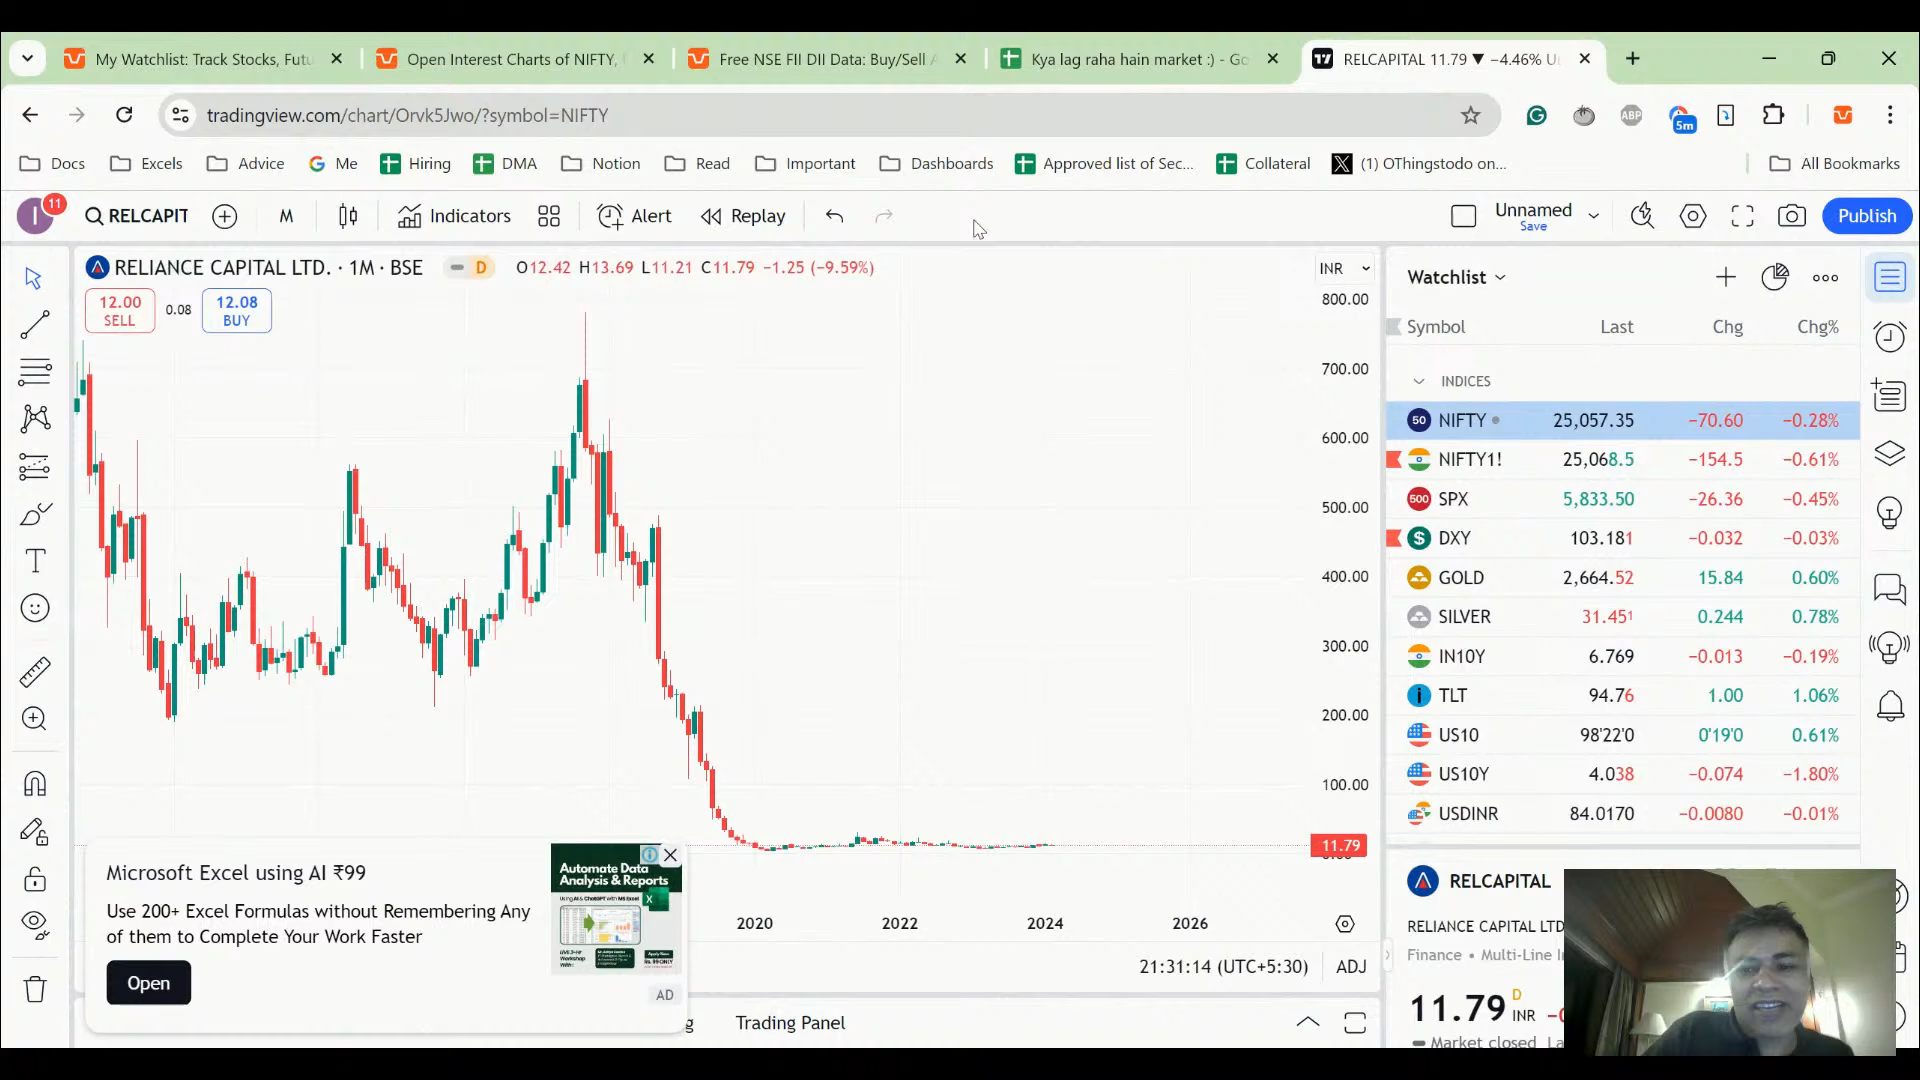 My Watchlist: Track Stocks, Futu
Open Interest Charts of NIFTY,
Free NSE FII DII Data: Buy/Sell A
Kya lag raha hain market :) - Go
RELCAPITAL 11.79 ▼ −4.46% U
tradingview.com/chart/Orvk5Jwo/?symbol=NIFTY
ABP
5m
Docs
Excels
Advice
Me
Hiring
DMA
Notion
Read
Important
Dashboards
Approved list of Sec...
Collateral
(1) OThingstodo on...
All Bookmarks
I
11
RELCAPIT
M
Indicators
Alert
Replay
Unnamed
Save
Publish
RELIANCE CAPITAL LTD. · 1M · BSE
D
O12.42 H13.69 L11.21 C11.79 −1.25 (−9.59%)
INR
12.00
SELL
0.08
12.08
BUY
800.00
700.00
600.00
500.00
400.00
300.00
200.00
100.00
11.79
2020
2022
2024
2026
21:31:14 (UTC+5:30)
ADJ
Trading Panel
Microsoft Excel using AI ₹99
Use 200+ Excel Formulas without Remembering Any
of them to Complete Your Work Faster
Open
AD
Automate Data
Analysis & Reports
Watchlist
Symbol Last Chg Chg%
INDICES
50 NIFTY 25,057.35 −70.60 −0.28%
NIFTY1! 25,068.5 −154.5 −0.61%
500 SPX 5,833.50 −26.36 −0.45%
$ DXY 103.181 −0.032 −0.03%
GOLD 2,664.52 15.84 0.60%
SILVER 31.451 0.244 0.78%
IN10Y 6.769 −0.013 −0.19%
TLT 94.76 1.00 1.06%
US10 98'22'0 0'19'0 0.61%
US10Y 4.038 −0.074 −1.80%
USDINR 84.0170 −0.0080 −0.01%
RELCAPITAL
RELIANCE CAPITAL LTD
Finance • Multi-Line I
11.79 D INR
Market closed